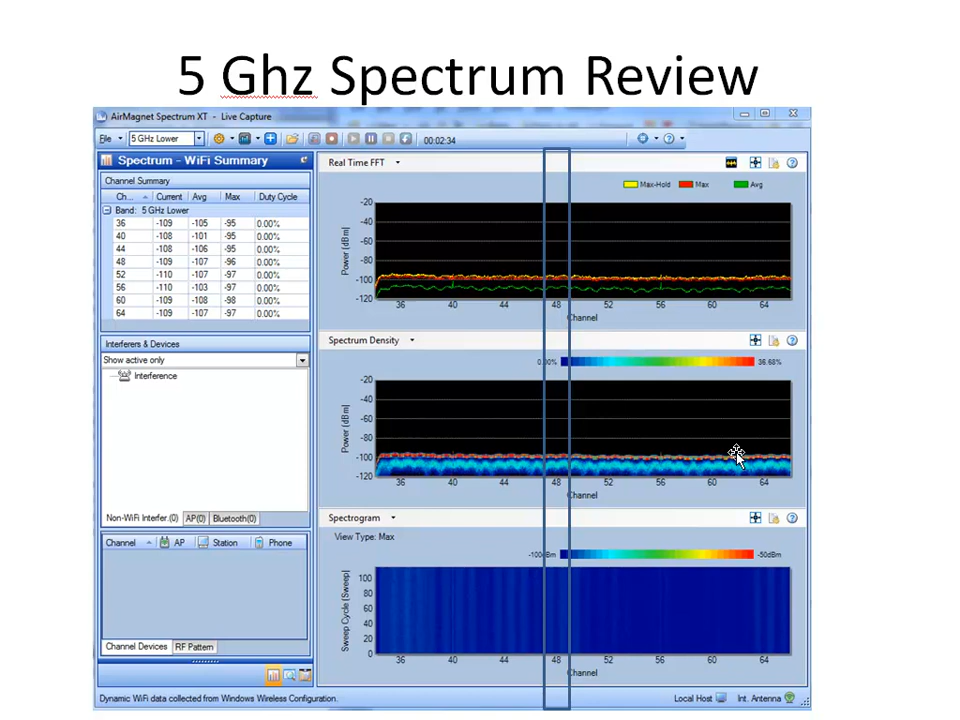 5 Ghz Spectrum Review
AirMagnet Spectrum XT - Live Capture
File 5 GHz Lower 00:02:34
Spectrum - WiFi Summary
Channel Summary
Ch... Current Avg Max Duty Cycle
Band: 5 GHz Lower
36 -109 -105 -95 0.00%
40 -108 -101 -95 0.00%
44 -108 -106 -95 0.00%
48 -109 -107 -96 0.00%
52 -110 -107 -97 0.00%
56 -110 -103 -97 0.00%
60 -109 -108 -98 0.00%
64 -109 -107 -97 0.00%
Interferers & Devices
Show active only
Interference
Non-WiFi Interfer.(0) AP(0) Bluetooth(0)
Channel AP Station Phone
Channel Devices RF Pattern
Real Time FFT
Max-Hold Max Avg
Power (dBm)
-20
-40
-60
-80
-100
-120
36 40 44 48 52 56 60 64
Channel
Spectrum Density
0.00% 36.68%
Power (dBm)
-20
-40
-60
-80
-100
-120
36 40 44 48 52 56 60 64
Channel
Spectrogram
View Type: Max
-100dBm -50dBm
Sweep Cycle (Sweep)
100
80
60
40
20
0
36 40 44 48 52 56 60 64
Channel
Dynamic WiFi data collected from Windows Wireless Configuration. Local Host Int. Antenna